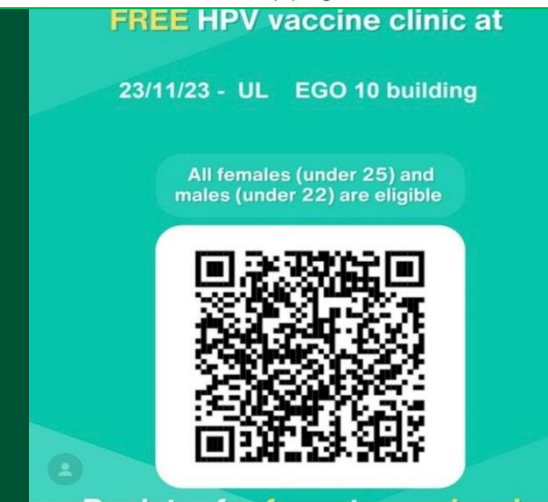 FREE HPV vaccine clinic at
23/11/23 - UL EGO 10 building
All females (under 25) and
males (under 22) are eligible